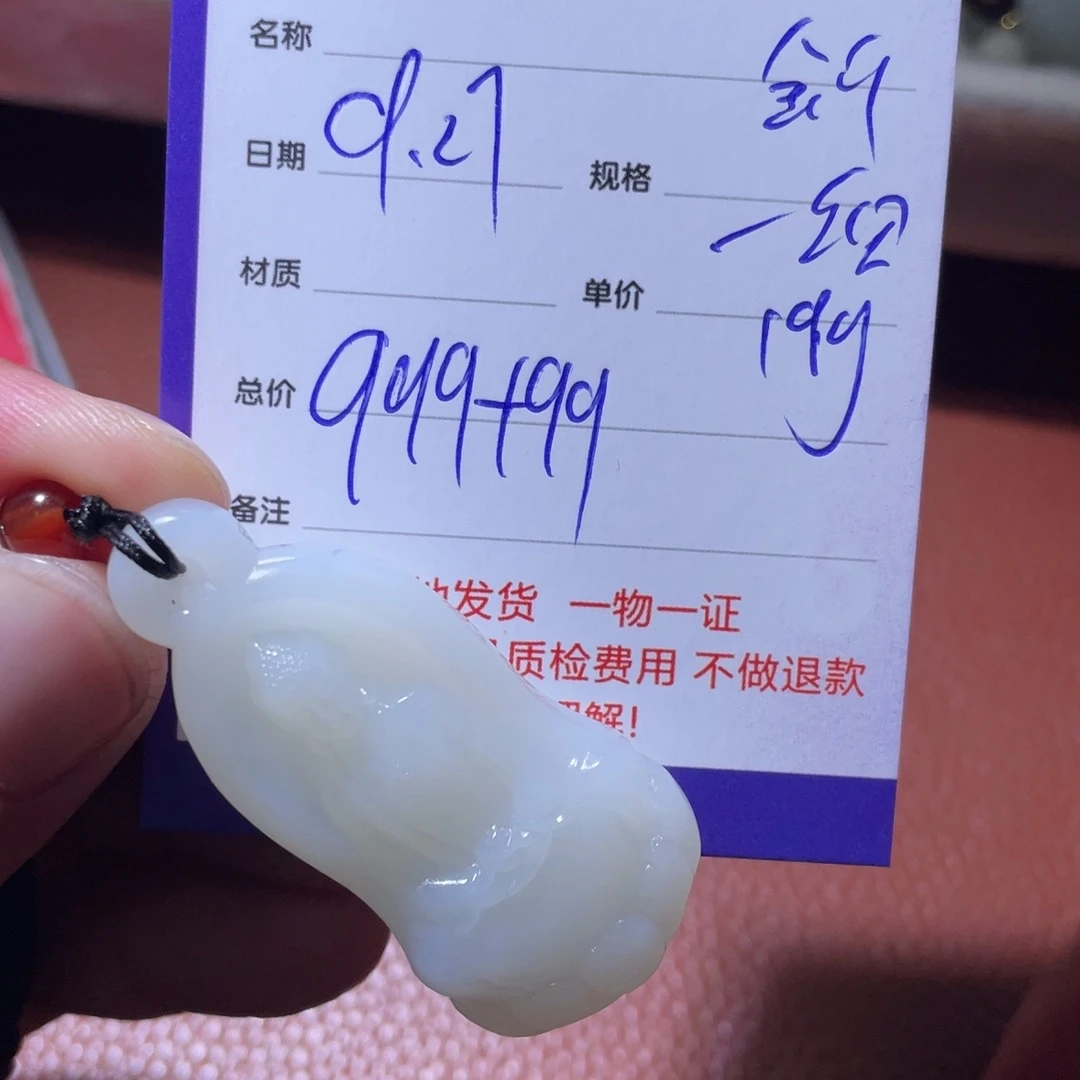 名称
日期 9.27
规格
材质
单价
199
总价 999+99
备注
发货 一物一证
质检费用 不做退款
解!